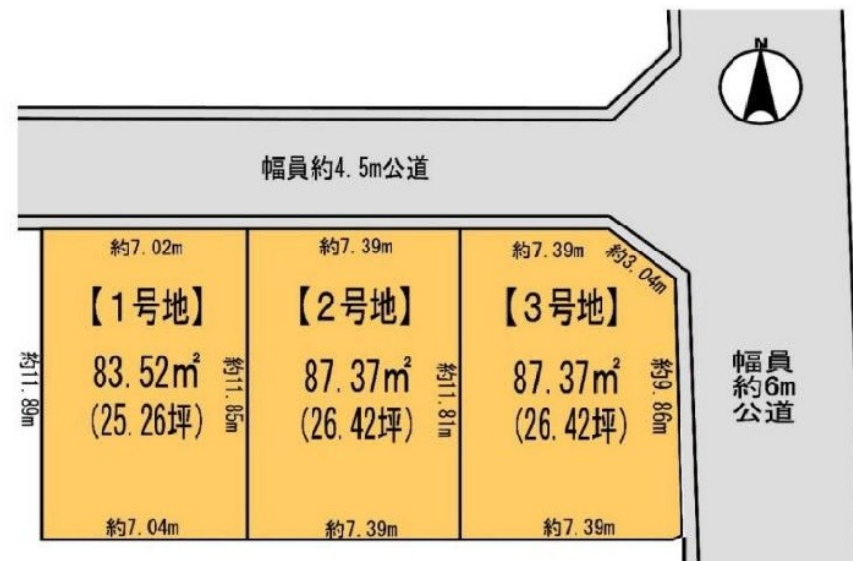 N
幅員約4.5m公道
約7.02m
約7.39m
約7.39m
約3.04m
【1号地】
【2号地】
【3号地】
83.52㎡
87.37㎡
87.37㎡
(25.26坪)
(26.42坪)
(26.42坪)
約11.89m
約11.85m
約11.81m
約9.86m
幅員
約6m
公道
約7.04m
約7.39m
約7.39m